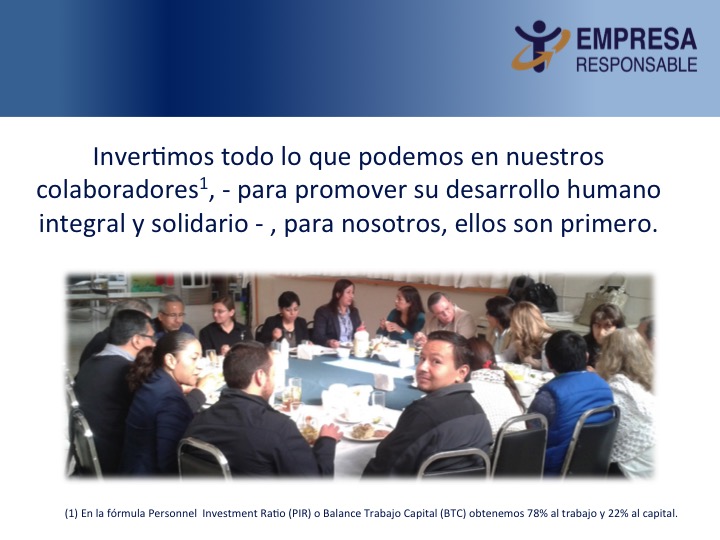 EMPRESA
RESPONSABLE
Invertimos todo lo que podemos en nuestros
colaboradores¹, - para promover su desarrollo humano
integral y solidario - , para nosotros, ellos son primero.
(1) En la fórmula Personnel Investment Ratio (PIR) o Balance Trabajo Capital (BTC) obtenemos 78% al trabajo y 22% al capital.